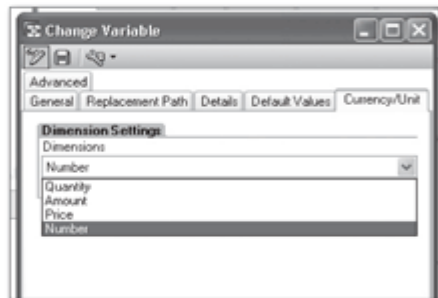 Change Variable
Advanced
General Replacement Path Details Default Values Currency/Unit
Dimension Settings
Dimensions
Number
Quantity
Amount
Price
Number